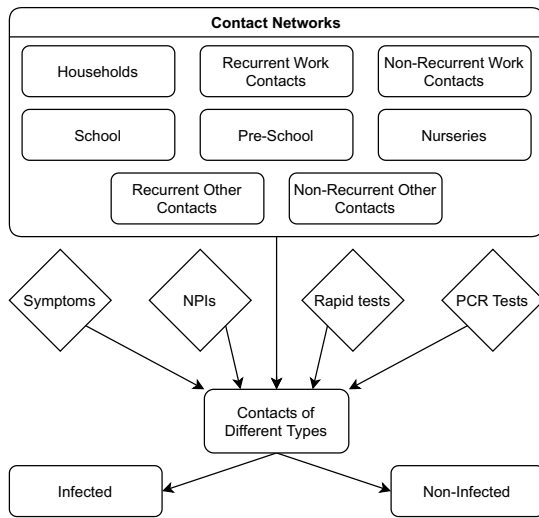 Contact Networks
Households
Recurrent Work
Contacts
Non-Recurrent Work
Contacts
School
Pre-School
Nurseries
Recurrent Other
Contacts
Non-Recurrent Other
Contacts
Symptoms
NPIs
Rapid tests
PCR Tests
Contacts of
Different Types
Infected
Non-Infected